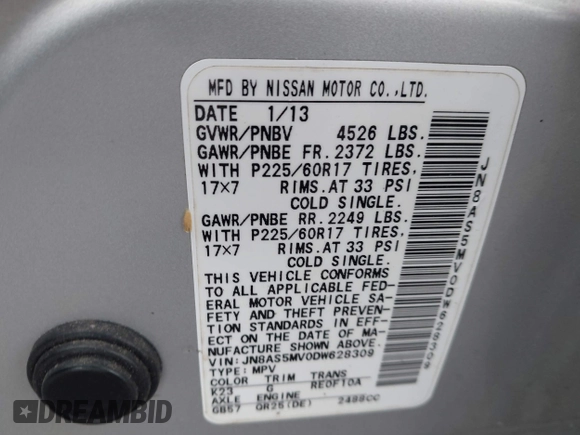 MFD BY NISSAN MOTOR CO.,LTD.
DATE 1/13
GVWR/PNBV 4526 LBS.
GAWR/PNBE FR. 2372 LBS.
WITH P225/60R17 TIRES,
17×7 RIMS.AT 33 PSI
COLD SINGLE.
GAWR/PNBE RR. 2249 LBS.
WITH P225/60R17 TIRES,
17×7 RIMS.AT 33 PSI
COLD SINGLE.
THIS VEHICLE CONFORMS
TO ALL APPLICABLE FED-
ERAL MOTOR VEHICLE SA-
FETY AND THEFT PREVEN-
TION STANDARDS IN EFF-
ECT ON THE DATE OF MA-
NUFACTURE SHOWN ABOVE.
VIN:JN8AS5MV0DW628309
TYPE: MPV
COLOR TRIM TRANS
K23 G RE0F10A
AXLE ENGINE
GB57 QR25(DE) 2488CC
JN8AS5MV0DW628309
DREAMBID